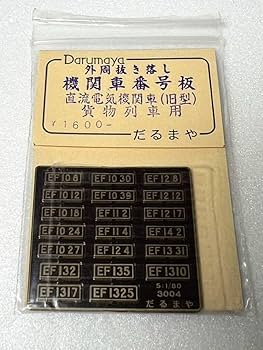 Darumaya
外周抜き落し
機関車番号板
直流電気機関車(旧型)
貨物列車用
¥1600-
だるまや
EF10 8 EF10 30 EF12 8
EF10 12 EF10 39 EF12 12
EF10 18 EF11 2 EF12 17
EF10 24 EF11 4 EF14 2
EF10 27 EF12 4 EF13 31
EF13 2 EF13 5 EF13 10
EF13 17 EF13 25 S:1/80
3004
だるまや